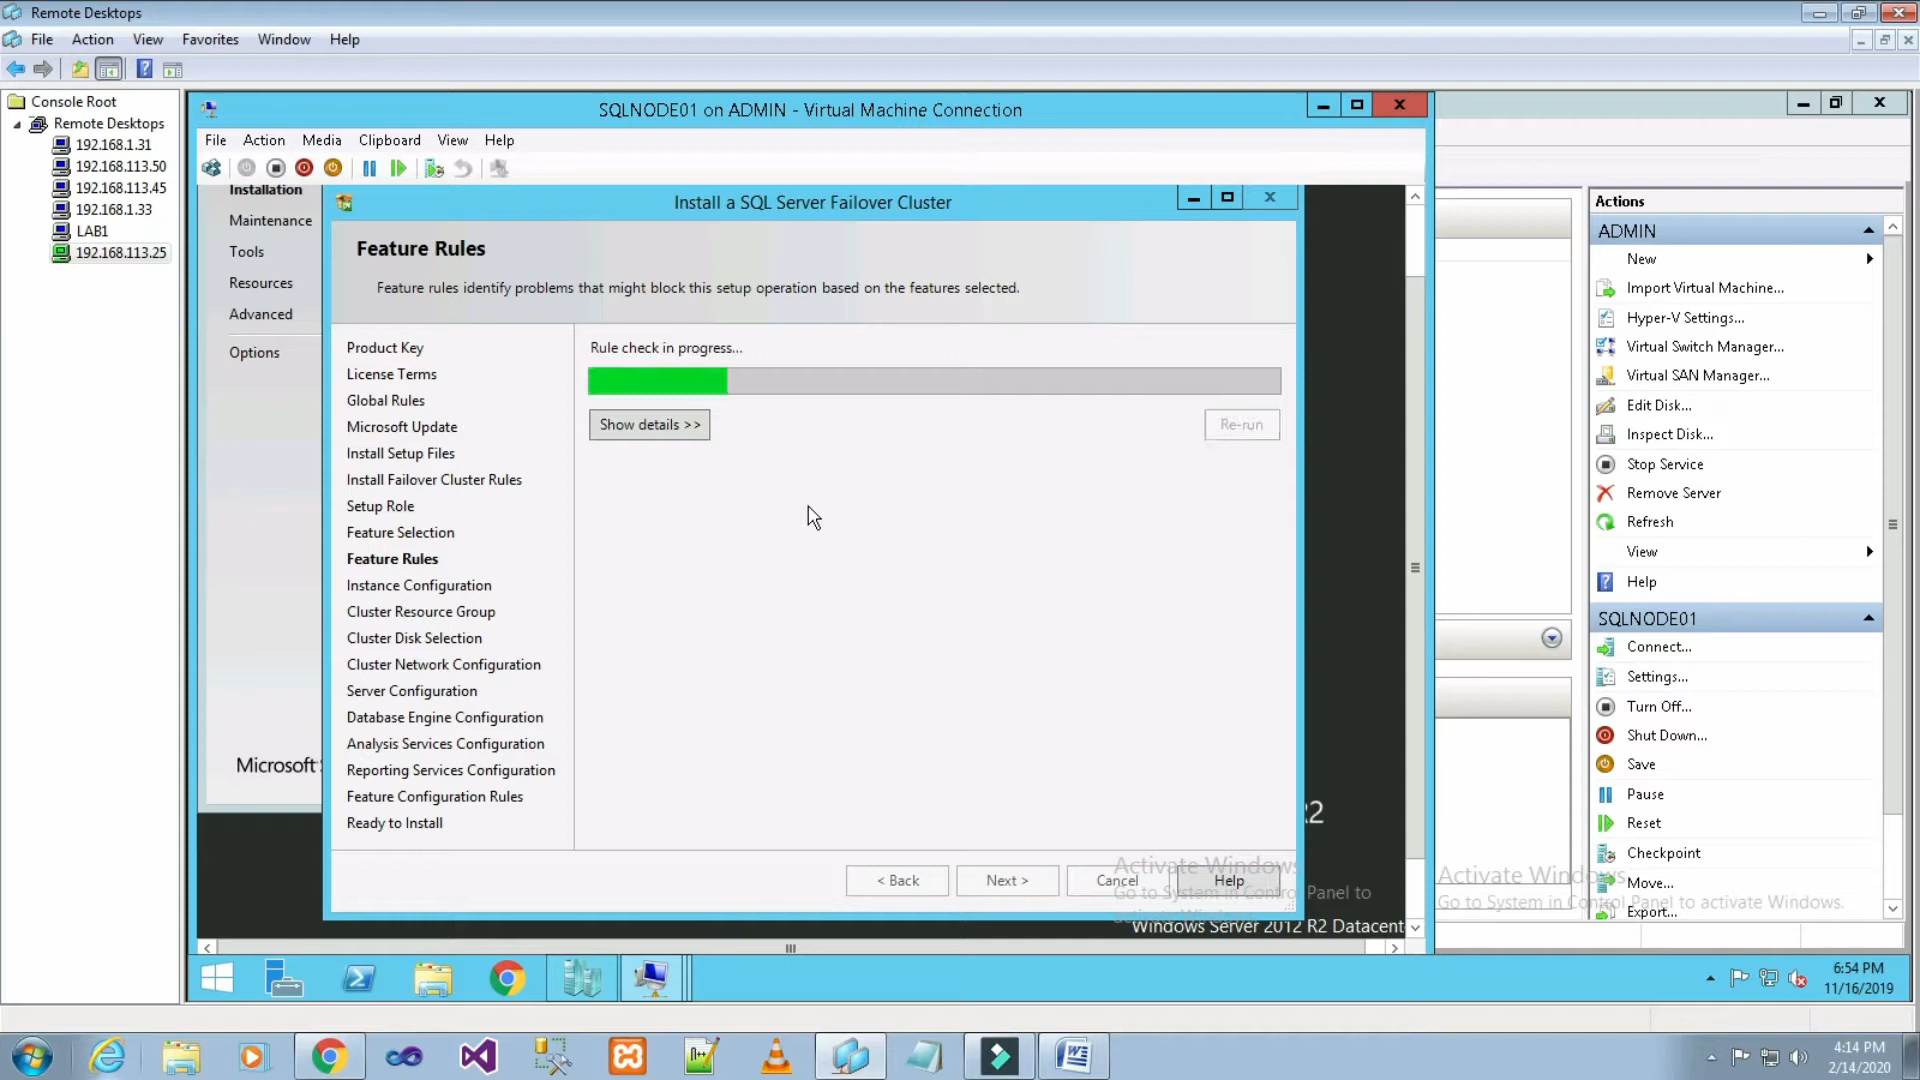 Remote Desktops
File Action View Favorites Window Help
Console Root
Remote Desktops
192.168.1.31
192.168.113.50
192.168.113.45
192.168.1.33
LAB1
192.168.113.25
SQLNODE01 on ADMIN - Virtual Machine Connection
File Action Media Clipboard View Help
Installation
Maintenance
Tools
Resources
Advanced
Options
Microsoft
Install a SQL Server Failover Cluster
Feature Rules
Feature rules identify problems that might block this setup operation based on the features selected.
Product Key
License Terms
Global Rules
Microsoft Update
Install Setup Files
Install Failover Cluster Rules
Setup Role
Feature Selection
Feature Rules
Instance Configuration
Cluster Resource Group
Cluster Disk Selection
Cluster Network Configuration
Server Configuration
Database Engine Configuration
Analysis Services Configuration
Reporting Services Configuration
Feature Configuration Rules
Ready to Install
Rule check in progress...
Show details >>
Re-run
< Back
Next >
Cancel
Help
Activate Windows
Go to System in Control Panel to
Windows Server 2012 R2 Datacent
R2
Actions
ADMIN
New
Import Virtual Machine...
Hyper-V Settings...
Virtual Switch Manager...
Virtual SAN Manager...
Edit Disk...
Inspect Disk...
Stop Service
Remove Server
Refresh
View
Help
SQLNODE01
Connect...
Settings...
Turn Off...
Shut Down...
Save
Pause
Reset
Checkpoint
Move...
Export...
Activate Windows
Go to System in Control Panel to activate Windows.
6:54 PM
11/16/2019
4:14 PM
2/14/2020